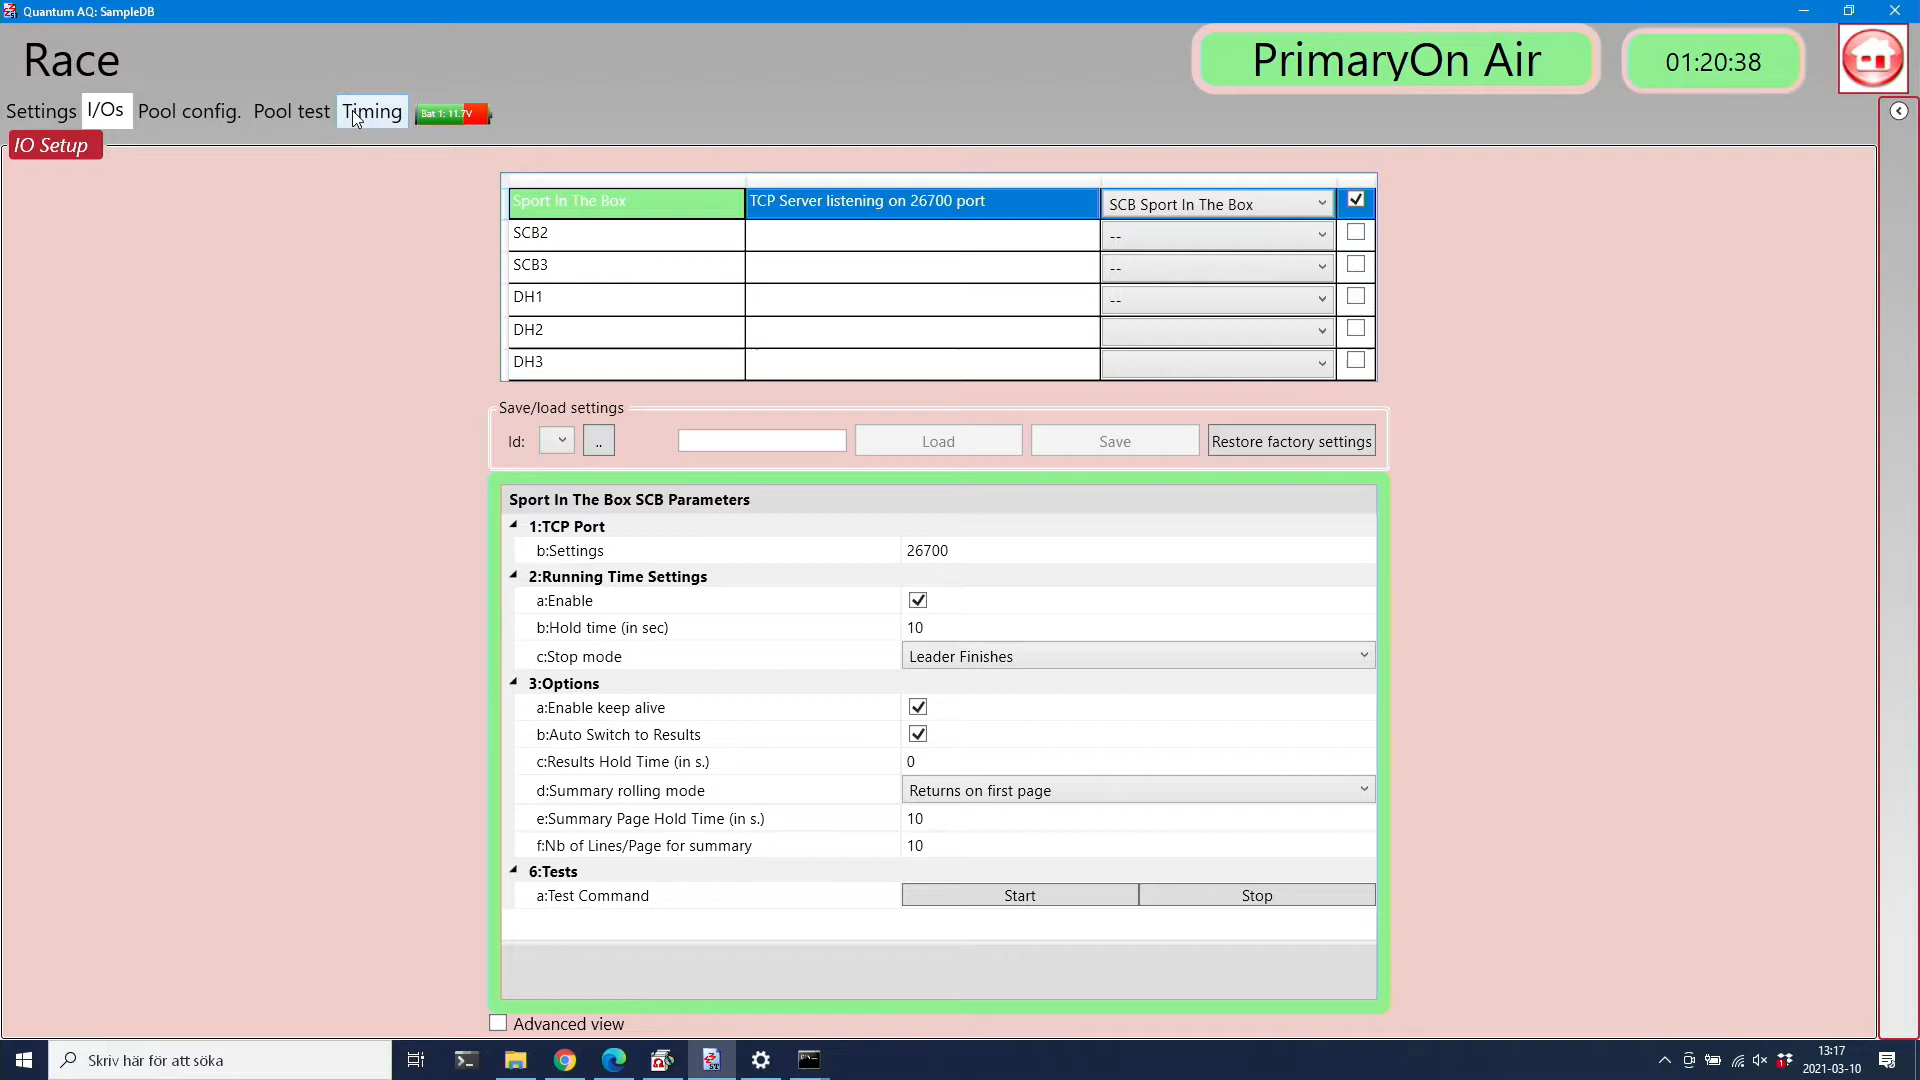 Quantum AQ: SampleDB
Race
PrimaryOn Air
01:20:38
Settings I/Os Pool config. Pool test Timing Bat 1: 11.7V
IO Setup
Sport In The Box TCP Server listening on 26700 port SCB Sport In The Box
SCB2 --
SCB3 --
DH1 --
DH2
DH3
Save/load settings
Id: .. Load Save Restore factory settings
Sport In The Box SCB Parameters
1:TCP Port
b:Settings 26700
2:Running Time Settings
a:Enable
b:Hold time (in sec) 10
c:Stop mode Leader Finishes
3:Options
a:Enable keep alive
b:Auto Switch to Results
c:Results Hold Time (in s.) 0
d:Summary rolling mode Returns on first page
e:Summary Page Hold Time (in s.) 10
f:Nb of Lines/Page for summary 10
6:Tests
a:Test Command Start Stop
Advanced view
Skriv här för att söka
13:17
2021-03-10